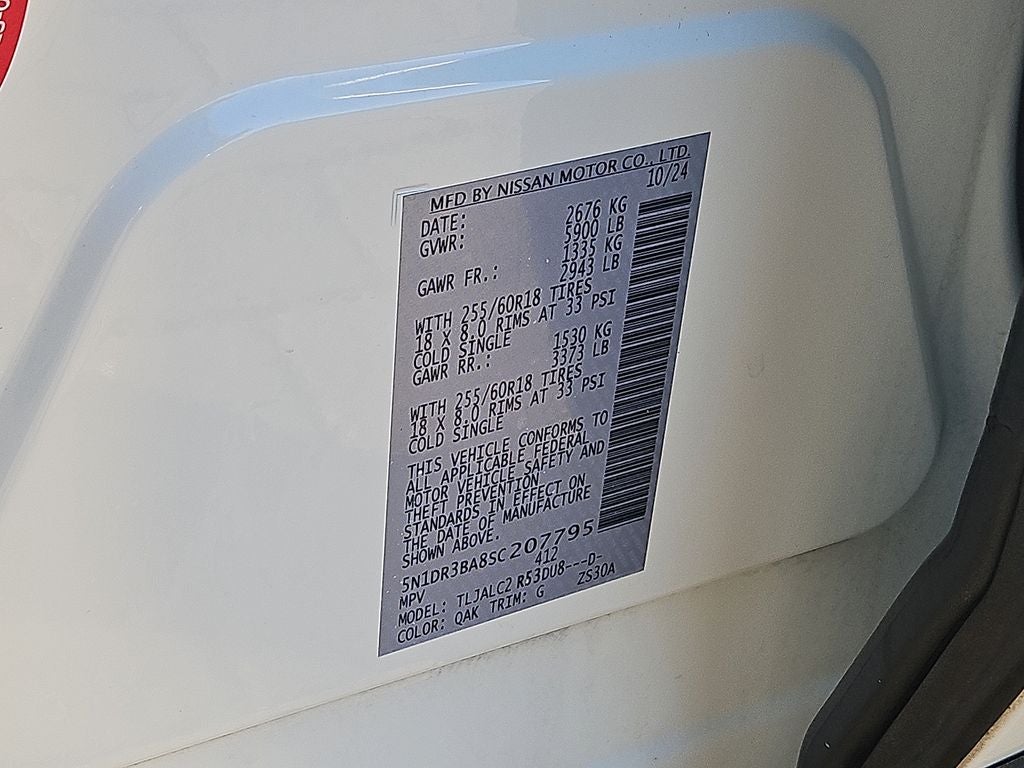 MFD BY NISSAN MOTOR CO., LTD.
DATE: 10/24
GVWR: 2676 KG
5900 LB
GAWR FR.: 1335 KG
2943 LB
WITH 255/60R18 TIRES
18 X 8.0 RIMS AT 33 PSI
COLD SINGLE
GAWR RR.: 1530 KG
3373 LB
WITH 255/60R18 TIRES
18 X 8.0 RIMS AT 33 PSI
COLD SINGLE
THIS VEHICLE CONFORMS TO
ALL APPLICABLE FEDERAL
MOTOR VEHICLE SAFETY AND
THEFT PREVENTION
STANDARDS IN EFFECT ON
THE DATE OF MANUFACTURE
SHOWN ABOVE.
5N1DR3BA8SC207795
MPV 412
MODEL: TLJALC2 R53DU8---D-
COLOR: QAK TRIM: G ZS30A